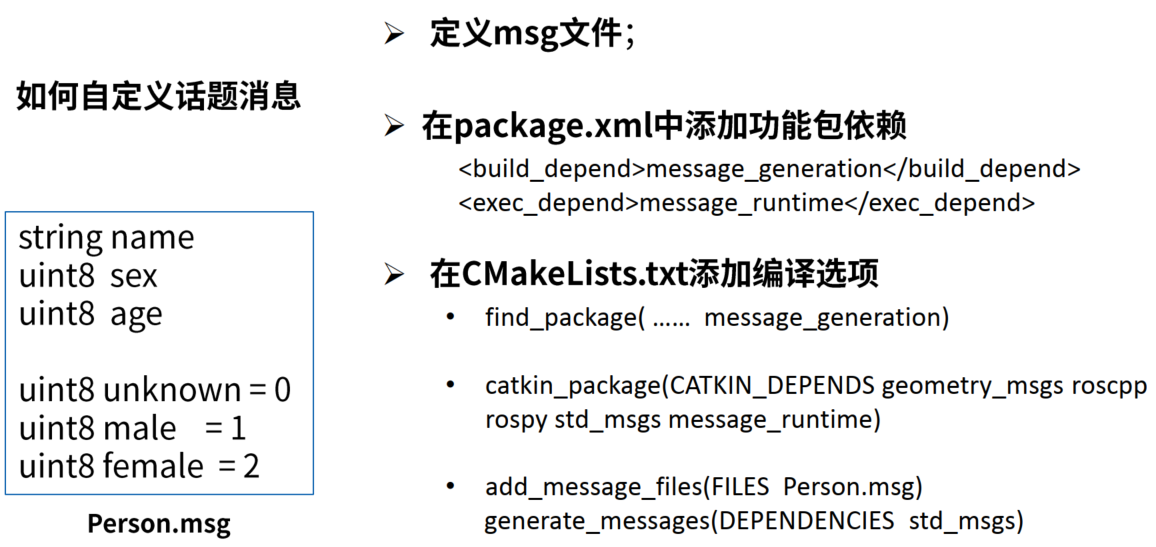 如何自定义话题消息
string name
uint8 sex
uint8 age
uint8 unknown = 0
uint8 male = 1
uint8 female = 2
Person.msg
➢ 定义msg文件；
➢ 在package.xml中添加功能包依赖
<build_depend>message_generation</build_depend>
<exec_depend>message_runtime</exec_depend>
➢ 在CMakeLists.txt添加编译选项
• find_package( …… message_generation)
• catkin_package(CATKIN_DEPENDS geometry_msgs roscpp
rospy std_msgs message_runtime)
• add_message_files(FILES Person.msg)
generate_messages(DEPENDENCIES std_msgs)